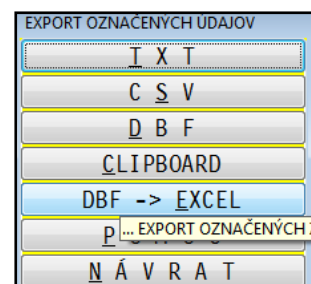 EXPORT OZNAČENÝCH ÚDAJOV
T X T
C S V
D B F
CLIPBOARD
DBF -> EXCEL
... EXPORT OZNAČENÝCH
P
N Á V R A T